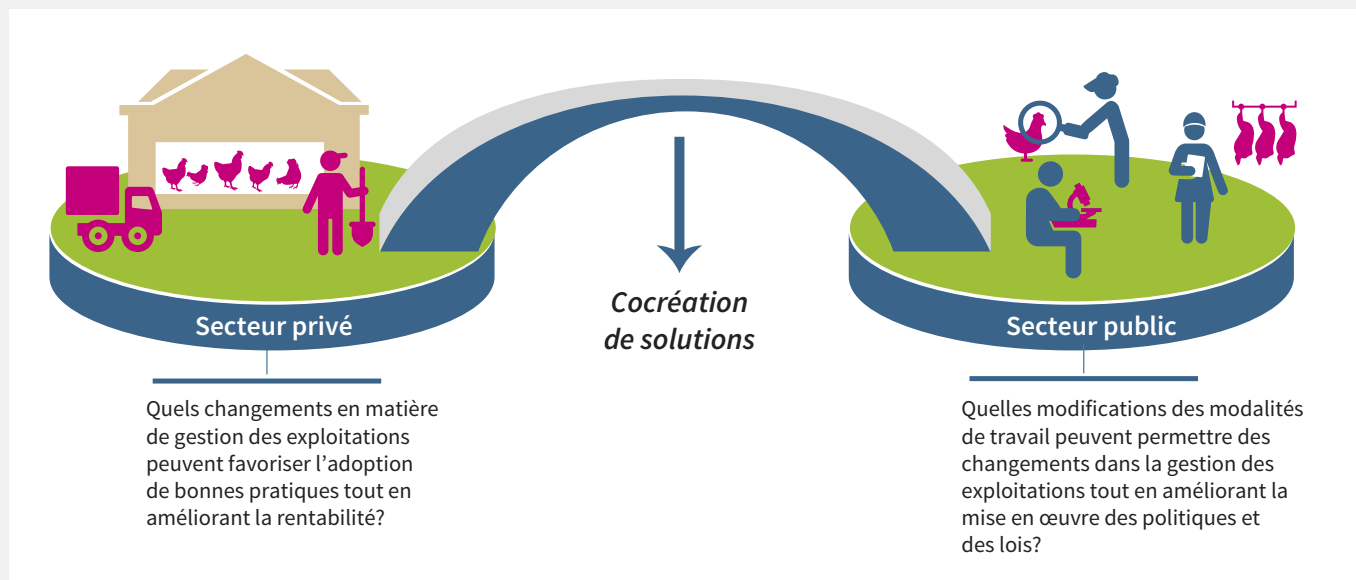 Cocréation
de solutions
Secteur privé
Secteur public
Quels changements en matière
de gestion des exploitations
peuvent favoriser l’adoption
de bonnes pratiques tout en
améliorant la rentabilité?
Quelles modifications des modalités
de travail peuvent permettre des
changements dans la gestion des
exploitations tout en améliorant la
mise en œuvre des politiques et
des lois?